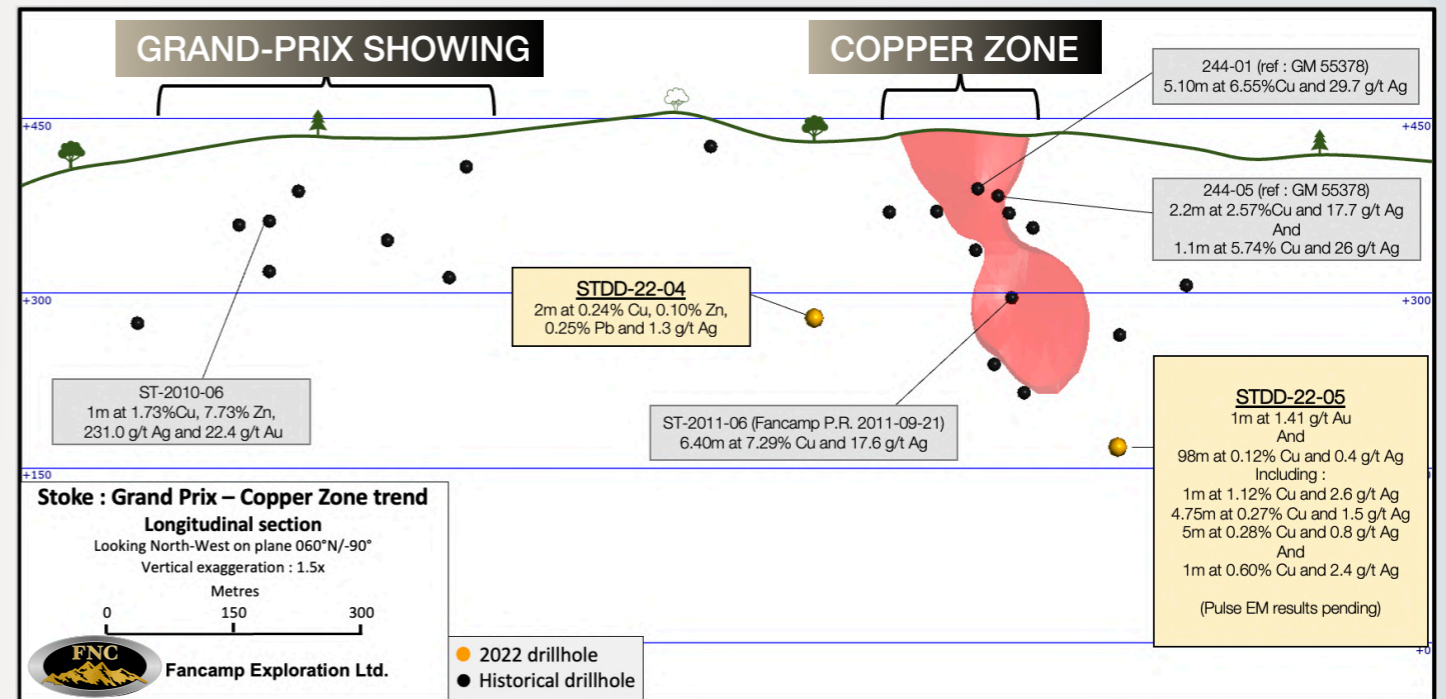 GRAND-PRIX SHOWING
COPPER ZONE
244-01 (ref : GM 55378)
5.10m at 6.55%Cu and 29.7 g/t Ag
+450
+450
244-05 (ref : GM 55378)
2.2m at 2.57%Cu and 17.7 g/t Ag
And
1.1m at 5.74% Cu and 26 g/t Ag
STDD-22-04
2m at 0.24% Cu, 0.10% Zn,
0.25% Pb and 1.3 g/t Ag
+300
+300
ST-2010-06
1m at 1.73%Cu, 7.73% Zn,
231.0 g/t Ag and 22.4 g/t Au
ST-2011-06 (Fancamp P.R. 2011-09-21)
6.40m at 7.29% Cu and 17.6 g/t Ag
STDD-22-05
1m at 1.41 g/t Au
And
98m at 0.12% Cu and 0.4 g/t Ag
Including :
1m at 1.12% Cu and 2.6 g/t Ag
4.75m at 0.27% Cu and 1.5 g/t Ag
5m at 0.28% Cu and 0.8 g/t Ag
And
1m at 0.60% Cu and 2.4 g/t Ag
(Pulse EM results pending)
+150
Stoke : Grand Prix – Copper Zone trend
Longitudinal section
Looking North-West on plane 060°N/-90°
Vertical exaggeration : 1.5x
Metres
0 150 300
FNC
Fancamp Exploration Ltd.
2022 drillhole
Historical drillhole
+0